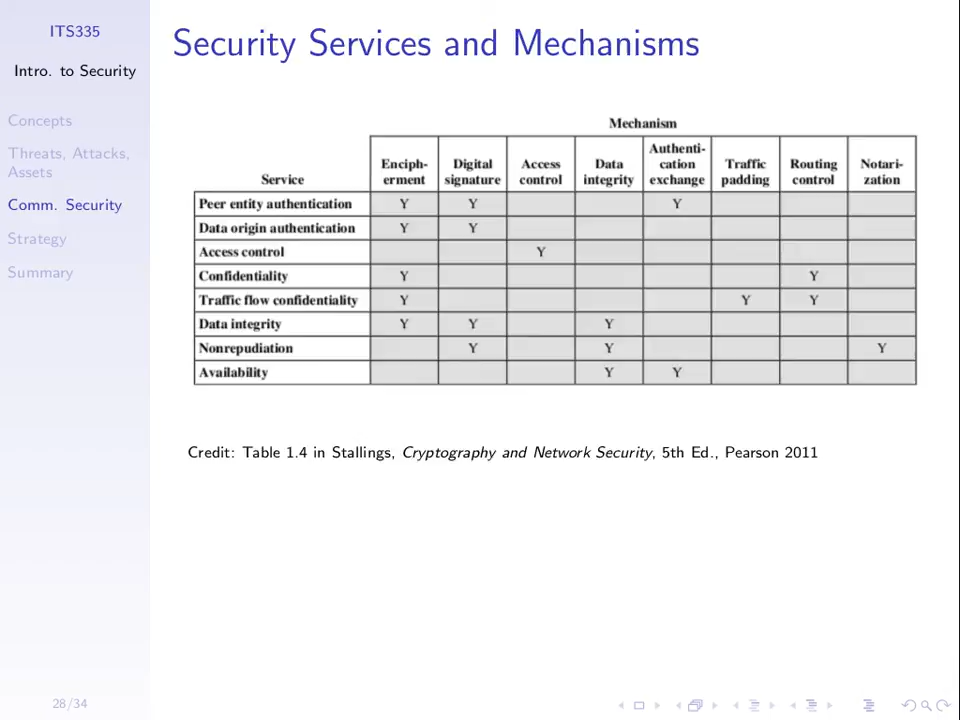 ITS335
Intro. to Security
Concepts
Threats, Attacks,
Assets
Comm. Security
Strategy
Summary
28/34
Security Services and Mechanisms
Mechanism
Service Enciph- erment Digital signature Access control Data integrity Authenti- cation exchange Traffic padding Routing control Notari- zation
Peer entity authentication Y Y Y
Data origin authentication Y Y
Access control Y
Confidentiality Y Y
Traffic flow confidentiality Y Y Y
Data integrity Y Y Y
Nonrepudiation Y Y Y
Availability Y Y
Credit: Table 1.4 in Stallings, Cryptography and Network Security, 5th Ed., Pearson 2011